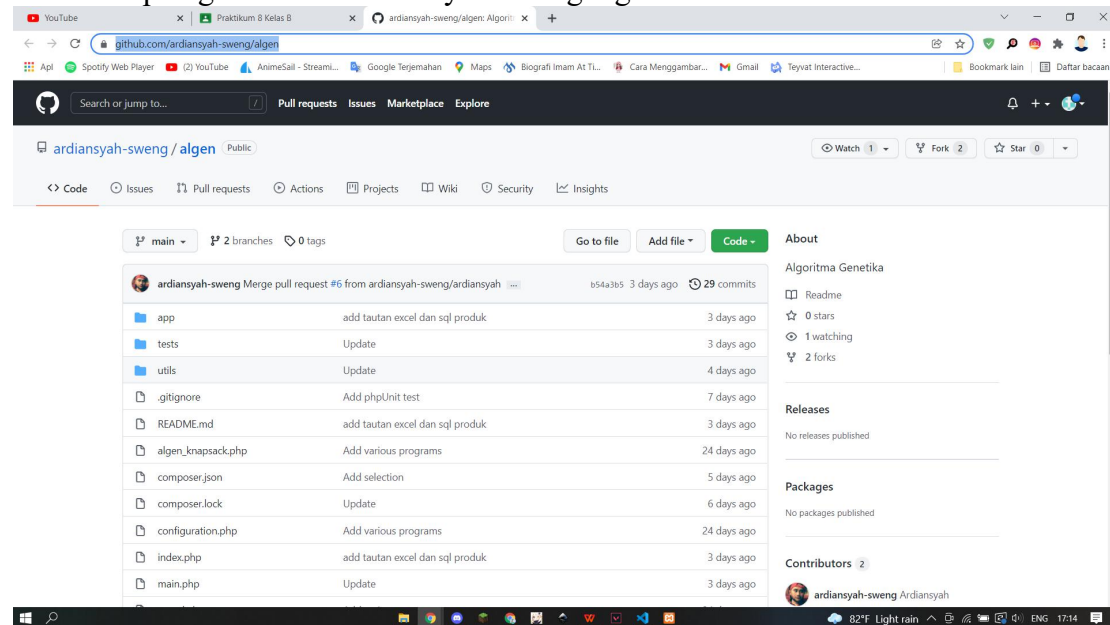 YouTube
Praktikum 8 Kelas B
ardiansyah-sweng/algen: Algorit
github.com/ardiansyah-sweng/algen
Apl
Spotify Web Player
(2) YouTube
AnimeSail - Streami...
Google Terjemahan
Maps
Biografi Imam At Ti...
Cara Menggambar...
Gmail
Teyvat Interactive...
Bookmark lain
Daftar bacaan
Search or jump to...
/
Pull requests Issues Marketplace Explore
ardiansyah-sweng / algen Public
Watch 1
Fork 2
Star 0
Code Issues Pull requests Actions Projects Wiki Security Insights
main 2 branches 0 tags
Go to file Add file Code
ardiansyah-sweng Merge pull request #6 from ardiansyah-sweng/ardiansyah ... b54a3b5 3 days ago 29 commits
app add tautan excel dan sql produk 3 days ago
tests Update 3 days ago
utils Update 4 days ago
.gitignore Add phpUnit test 7 days ago
README.md add tautan excel dan sql produk 3 days ago
algen_knapsack.php Add various programs 24 days ago
composer.json Add selection 5 days ago
composer.lock Update 6 days ago
configuration.php Add various programs 24 days ago
index.php add tautan excel dan sql produk 3 days ago
main.php Update 3 days ago
About
Algoritma Genetika
Readme
0 stars
1 watching
2 forks
Releases
No releases published
Packages
No packages published
Contributors 2
ardiansyah-sweng Ardiansyah
82°F Light rain ENG 17:14